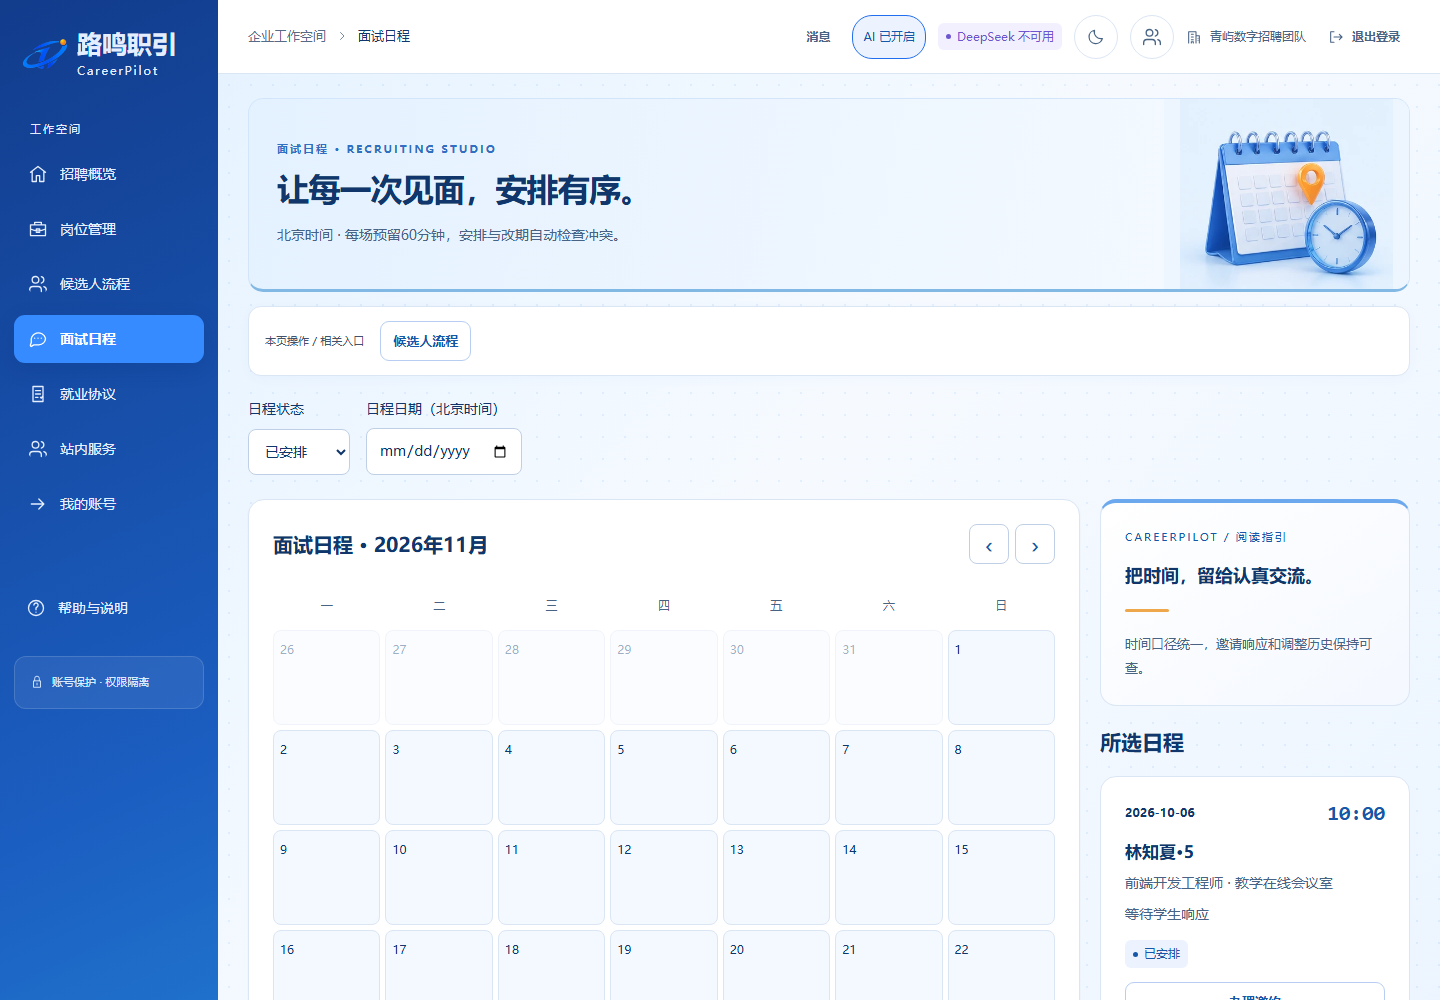 路鸣职引
CareerPilot
工作空间
招聘概览
岗位管理
候选人流程
面试日程
就业协议
站内服务
我的账号
帮助与说明
账号保护 · 权限隔离
企业工作空间 > 面试日程
消息
AI 已开启
• DeepSeek 不可用
青屿数字招聘团队
退出登录
面试日程 • RECRUITING STUDIO
让每一次见面，安排有序。
北京时间 · 每场预留60分钟，安排与改期自动检查冲突。
本页操作 / 相关入口
候选人流程
日程状态
日程日期（北京时间）
已安排
mm/dd/yyyy
面试日程 • 2026年11月
‹ ›
一 二 三 四 五 六 日
26 27 28 29 30 31 1
2 3 4 5 6 7 8
9 10 11 12 13 14 15
16 17 18 19 20 21 22
CAREERPILOT / 阅读指引
把时间，留给认真交流。
时间口径统一，邀请响应和调整历史保持可
查。
所选日程
2026-10-06
10:00
林知夏•5
前端开发工程师 · 教学在线会议室
等待学生响应
• 已安排